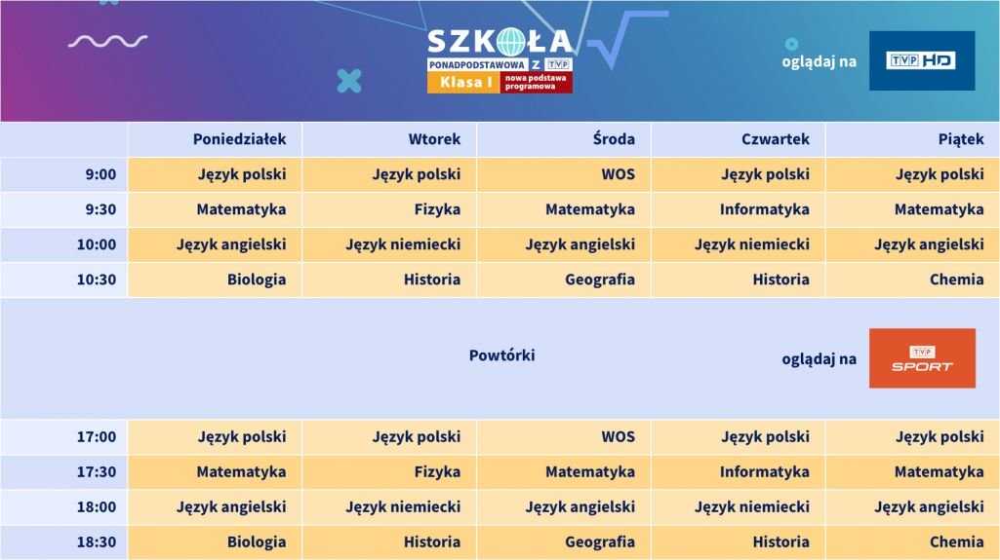 SZKOŁA
PONADPODSTAWOWA Z TVP
Klasa I nowa podstawa
programowa
oglądaj na TVP HD
Poniedziałek Wtorek Środa Czwartek Piątek
9:00 Język polski Język polski WOS Język polski Język polski
9:30 Matematyka Fizyka Matematyka Informatyka Matematyka
10:00 Język angielski Język niemiecki Język angielski Język niemiecki Język angielski
10:30 Biologia Historia Geografia Historia Chemia
Powtórki oglądaj na TVP SPORT
17:00 Język polski Język polski WOS Język polski Język polski
17:30 Matematyka Fizyka Matematyka Informatyka Matematyka
18:00 Język angielski Język niemiecki Język angielski Język niemiecki Język angielski
18:30 Biologia Historia Geografia Historia Chemia